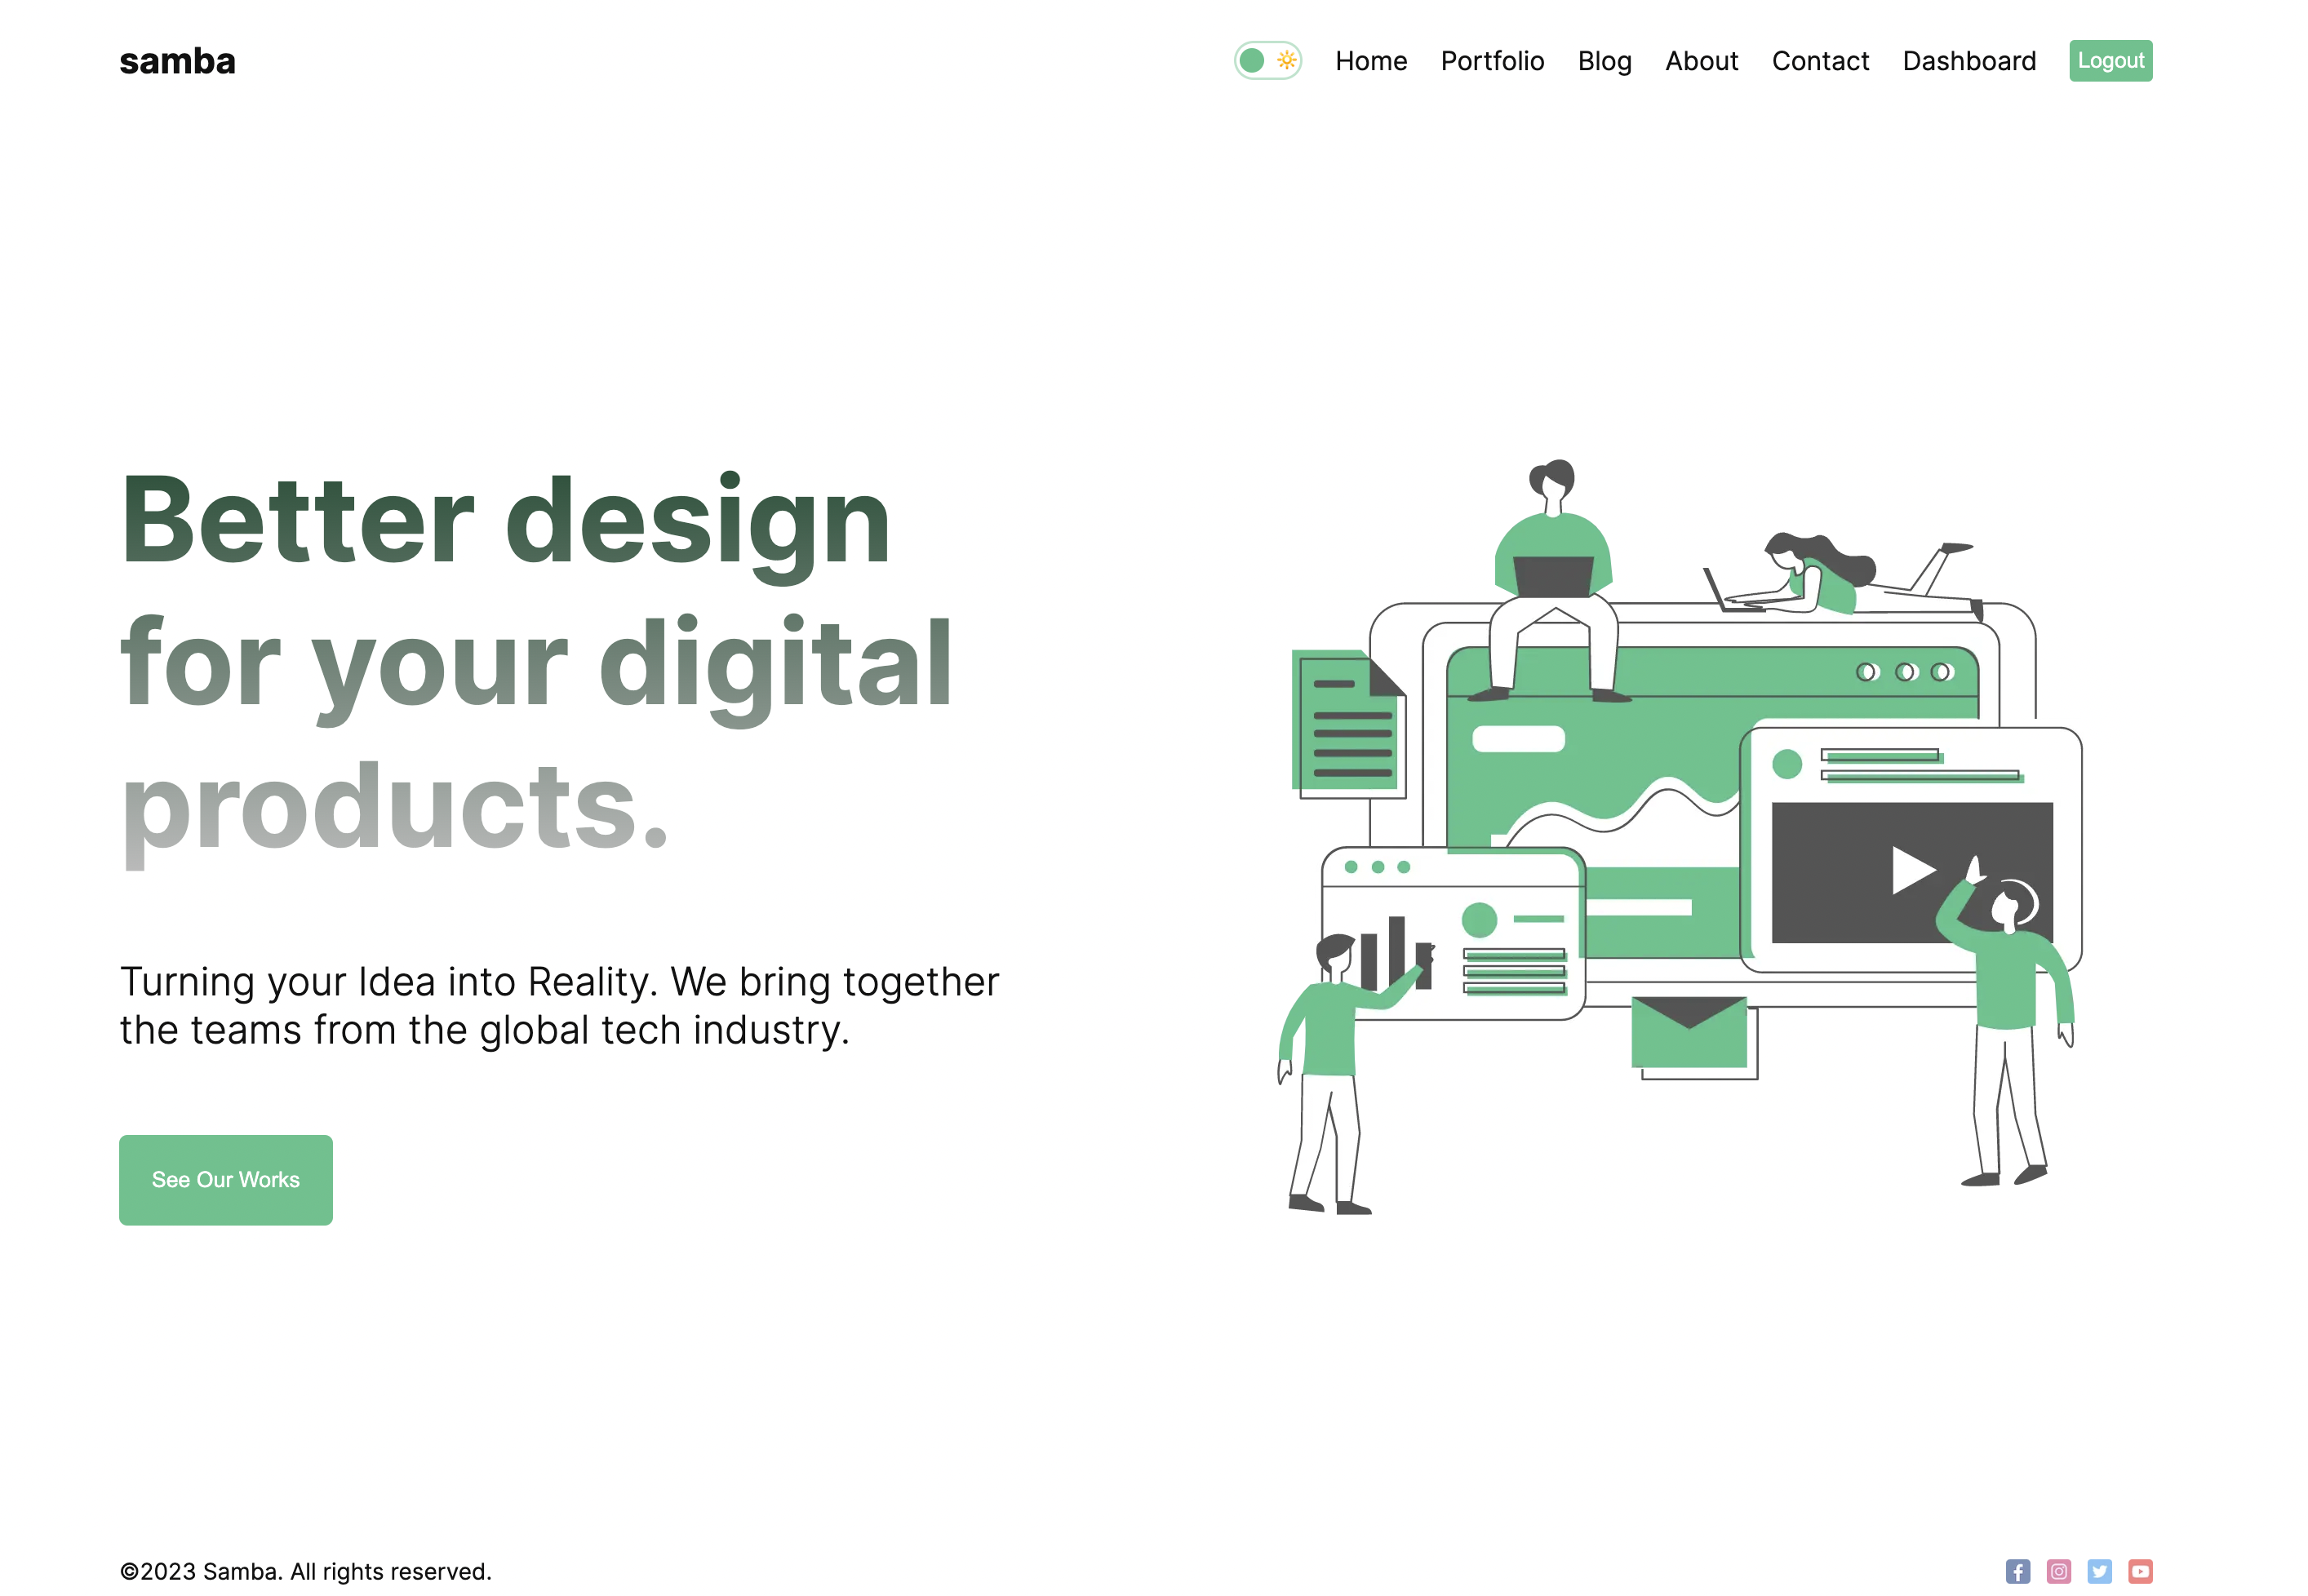 samba
Home Portfolio Blog About Contact Dashboard Logout
Better design
for your digital
products.
Turning your Idea into Reality. We bring together
the teams from the global tech industry.
See Our Works
©2023 Samba. All rights reserved.